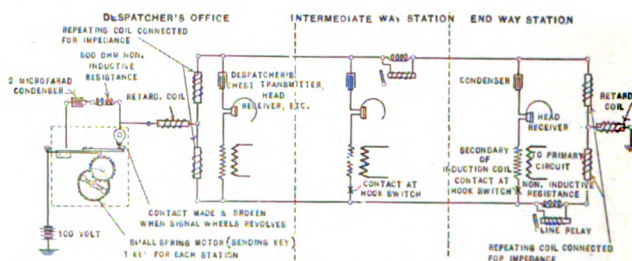 DESPATCHER'S OFFICE
INTERMEDIATE WAY STATION
END WAY STATION
REPEATING COIL CONNECTED
FOR IMPEDANCE
600 OHM NON.
INDUCTIVE
RESISTANCE
2 MICROFARAD
CONDENSER
RETARD. COIL
DESPATCHER'S
CHEST TRANSMITTER,
HEAD
RECEIVER, ETC.
CONDENSER
RETARD
COIL
HEAD
RECEIVER
SECONDARY
OF
INDUCTION COIL
TO PRIMARY
CIRCUIT
CONTACT AT
HOOK SWITCH
CONTACT AT
HOOK SWITCH
NON. INDUCTIVE
RESISTANCE
CONTACT MADE & BROKEN
WHEN SIGNAL WHEELS REVOLVES
100 VOLT
SMALL SPRING MOTOR (SENDING KEY)
1 KEY FOR EACH STATION
LINE RELAY
REPEATING COIL CONNECTED
FOR IMPEDANCE